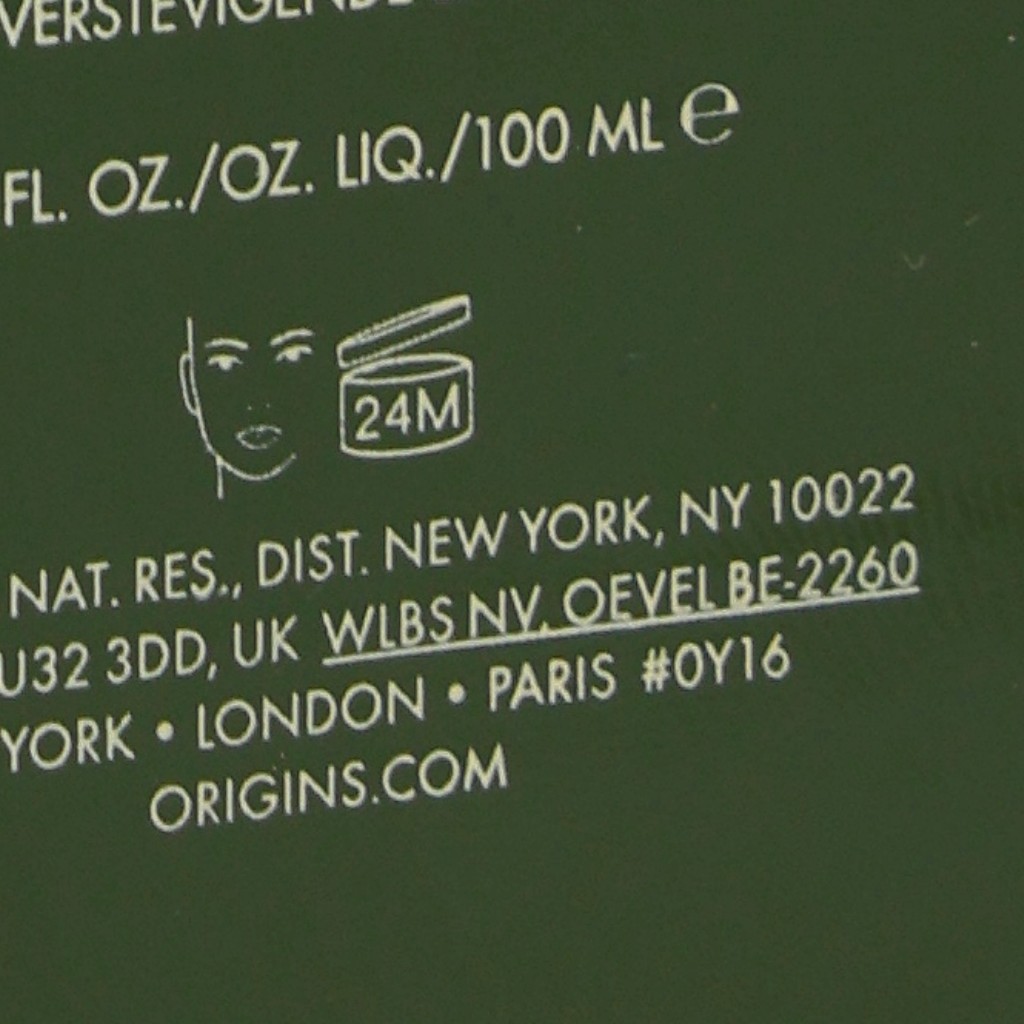 VERSTEVIGENDE
FL. OZ./OZ. LIQ./100 ML e
24M
NAT. RES., DIST. NEW YORK, NY 10022
U32 3DD, UK WLBS NV. OEVEL BE-2260
YORK • LONDON • PARIS #0Y16
ORIGINS.COM